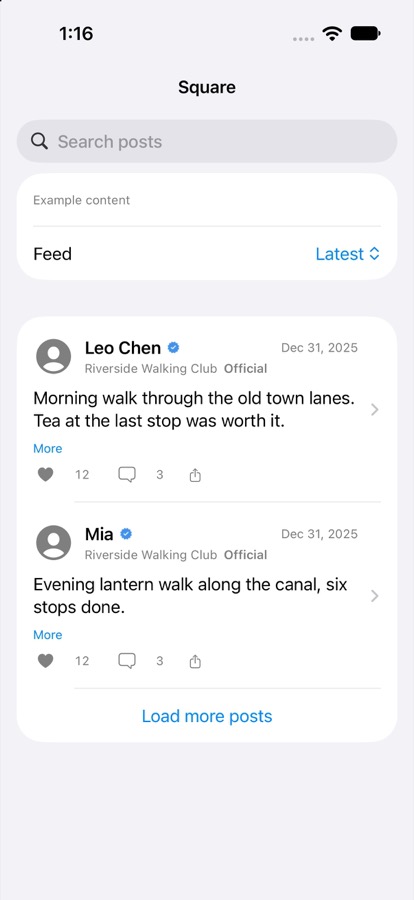 1:16
Square
Search posts
Example content
Feed
Latest
Leo Chen
Dec 31, 2025
Riverside Walking Club Official
Morning walk through the old town lanes.
Tea at the last stop was worth it.
More
12
3
Mia
Dec 31, 2025
Riverside Walking Club Official
Evening lantern walk along the canal, six
stops done.
More
12
3
Load more posts